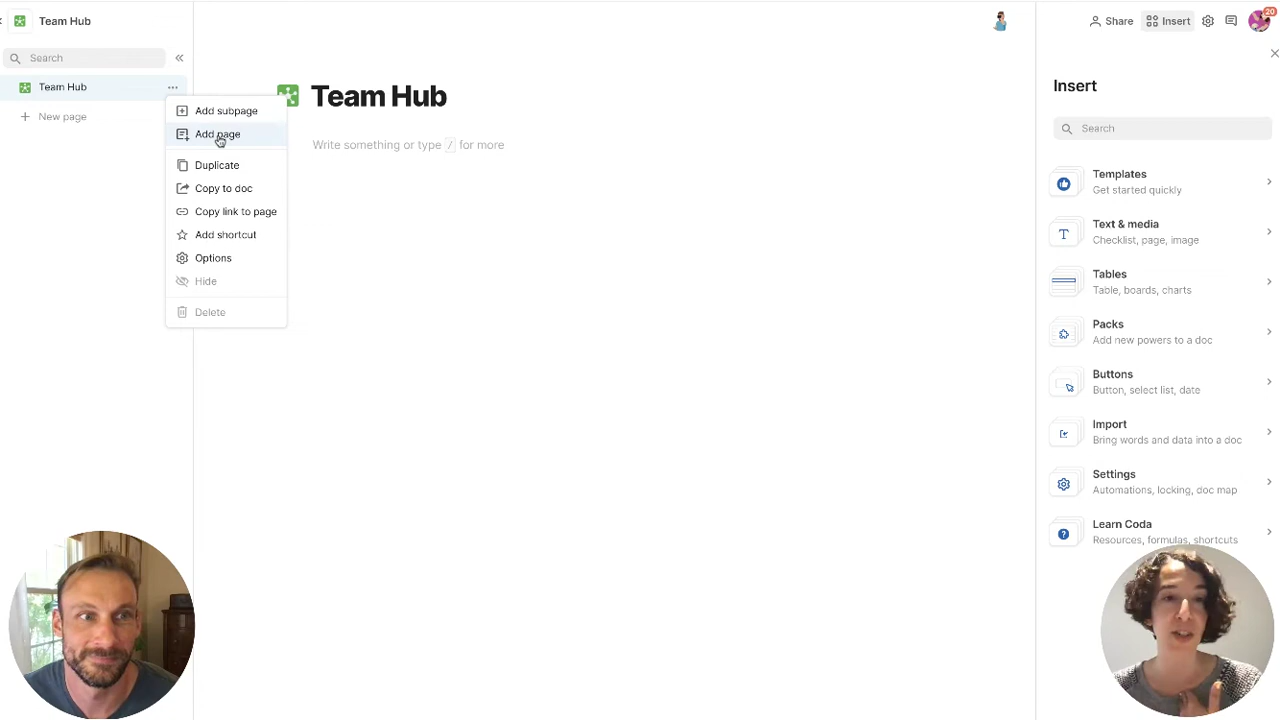 Team Hub
Share
Insert
20
Search
Team Hub
New page
Add subpage
Add page
Duplicate
Copy to doc
Copy link to page
Add shortcut
Options
Hide
Delete
Team Hub
Write something or type / for more
Insert
Search
Templates
Get started quickly
Text & media
Checklist, page, image
Tables
Table, boards, charts
Packs
Add new powers to a doc
Buttons
Button, select list, date
Import
Bring words and data into a doc
Settings
Automations, locking, doc map
Learn Coda
Resources, formulas, shortcuts